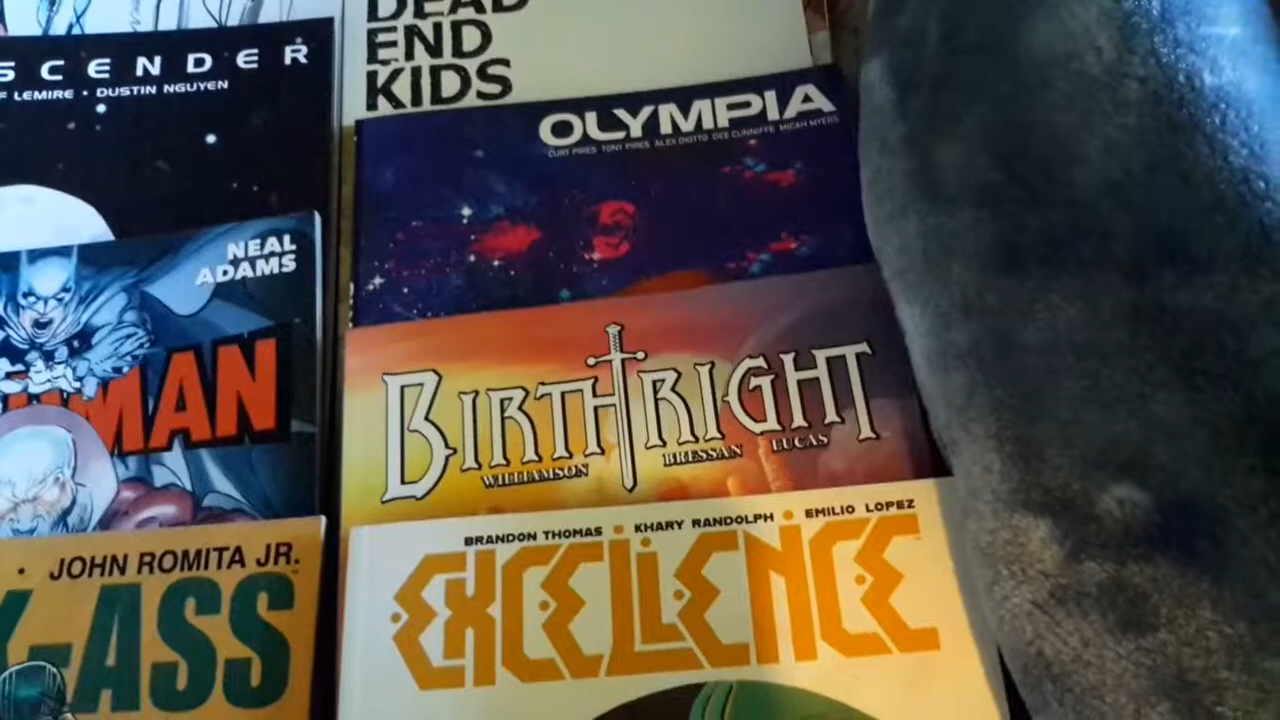 SCENDER
F LEMIRE • DUSTIN NGUYEN
NEAL
ADAMS
MAN
• JOHN ROMITA JR.
-ASS
DEAD
END
KIDS
OLYMPIA
CURT PIRES TONY PIRES ALEX DIOTTO DEE CUNNIFFE MICAH MYERS
BIRTHRIGHT
WILLIAMSON BRESSAN LUCAS
BRANDON THOMAS • KHARY RANDOLPH • EMILIO LOPEZ
EXCELLENCE